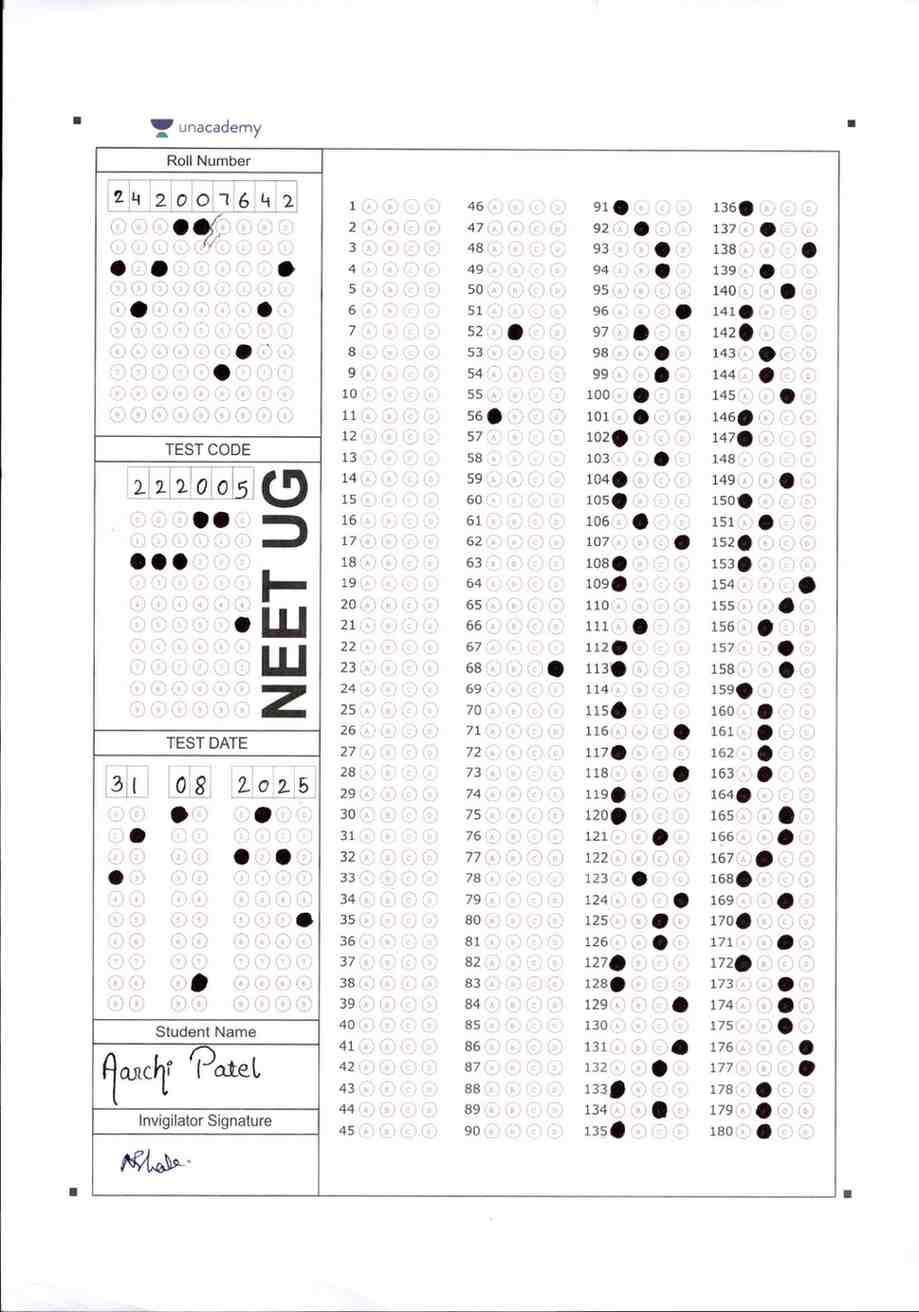 unacademy
Roll Number
2 4 2 0 0 7 6 4 2
TEST CODE
2 2 2 0 0 5
NEET UG
TEST DATE
3 1 0 8 2 0 2 5
Student Name
Aarchi Patel
Invigilator Signature
1 A B C D 46 A B C D 91 B C D 136 B C D
2 A B C D 47 A B C D 92 A C D 137 A C D
3 A B C D 48 A B C D 93 A B D 138 A B C
4 A B C D 49 A B C D 94 A B D 139 A C D
5 A B C D 50 A B C D 95 A B C D 140 A B D
6 A B C D 51 A B C D 96 A B C 141 B C D
7 A B C D 52 A C D 97 A C D 142 B C D
8 A B C D 53 A B C D 98 A B D 143 A C D
9 A B C D 54 A B C D 99 A B D 144 A C D
10 A B C D 55 A B C D 100 A C D 145 A B D
11 A B C D 56 B C D 101 A C D 146 B C D
12 A B C D 57 A B C D 102 B C D 147 B C D
13 A B C D 58 A B C D 103 A B D 148 A B C D
14 A B C D 59 A B C D 104 B C D 149 A B D
15 A B C D 60 A B C D 105 B C D 150 B C D
16 A B C D 61 A B C D 106 A C D 151 A C D
17 A B C D 62 A B C D 107 A B C 152 B C D
18 A B C D 63 A B C D 108 B C D 153 B C D
19 A B C D 64 A B C D 109 B C D 154 A B C
20 A B C D 65 A B C D 110 A B C D 155 A B D
21 A B C D 66 A B C D 111 A C D 156 A C D
22 A B C D 67 A B C D 112 B C D 157 A B D
23 A B C D 68 A B C 113 B C D 158 A B D
24 A B C D 69 A B C D 114 A B C D 159 B C D
25 A B C D 70 A B C D 115 B C D 160 A C D
26 A B C D 71 A B C D 116 A B C 161 A C D
27 A B C D 72 A B C D 117 B C D 162 A C D
28 A B C D 73 A B C D 118 A B C 163 A C D
29 A B C D 74 A B C D 119 B C D 164 B C D
30 A B C D 75 A B C D 120 B C D 165 A B D
31 A B C D 76 A B C D 121 A B D 166 A B D
32 A B C D 77 A B C D 122 A B C D 167 A C D
33 A B C D 78 A B C D 123 A C D 168 B C D
34 A B C D 79 A B C D 124 A B C 169 A B D
35 A B C D 80 A B C D 125 A B D 170 B C D
36 A B C D 81 A B C D 126 A B D 171 A B D
37 A B C D 82 A B C D 127 B C D 172 B C D
38 A B C D 83 A B C D 128 B C D 173 A B D
39 A B C D 84 A B C D 129 A B C 174 A B D
40 A B C D 85 A B C D 130 A B C D 175 A B D
41 A B C D 86 A B C D 131 A B C 176 A B C
42 A B C D 87 A B C D 132 A B D 177 A B C
43 A B C D 88 A B C D 133 B C D 178 A C D
44 A B C D 89 A B C D 134 A B D 179 A C D
45 A B C D 90 A B C D 135 B C D 180 A C D